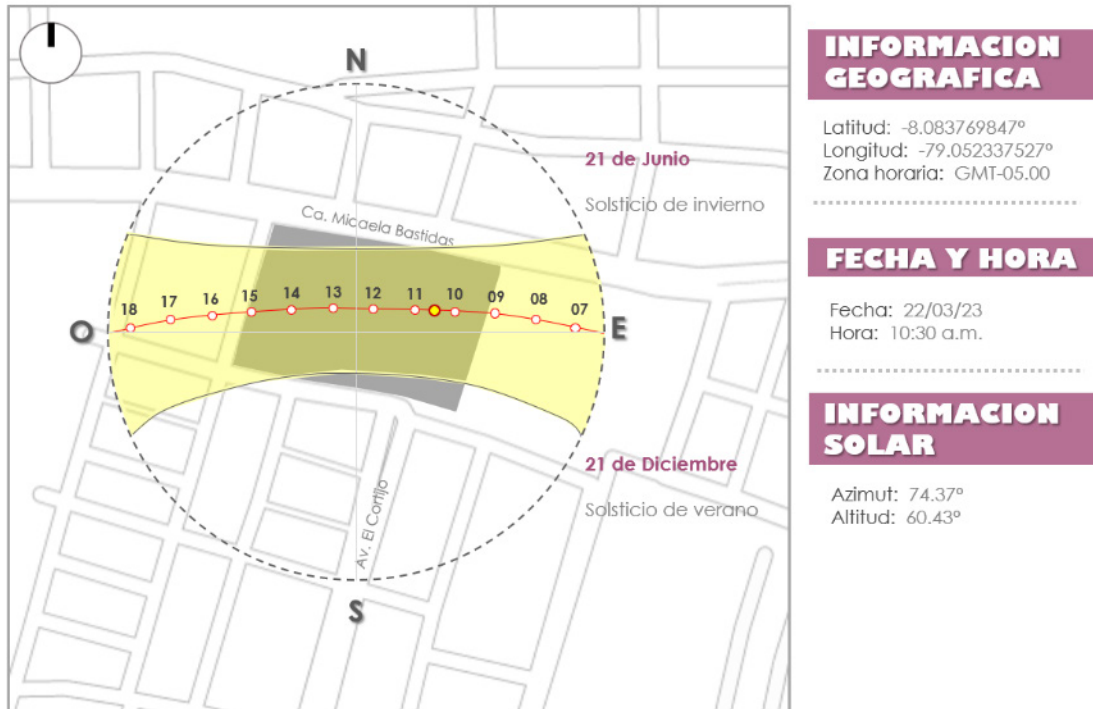 N
21 de Junio
Solsticio de invierno
Ca. Micaela Bastidas
18 17 16 15 14 13 12 11 10 09 08 07
O
E
21 de Diciembre
Solsticio de verano
Av. El Cortijo
S
INFORMACION
GEOGRAFICA
Latitud: -8.083769847º
Longitud: -79.052337527º
Zona horaria: GMT-05.00
FECHA Y HORA
Fecha: 22/03/23
Hora: 10:30 a.m.
INFORMACION
SOLAR
Azimut: 74.37º
Altitud: 60.43º